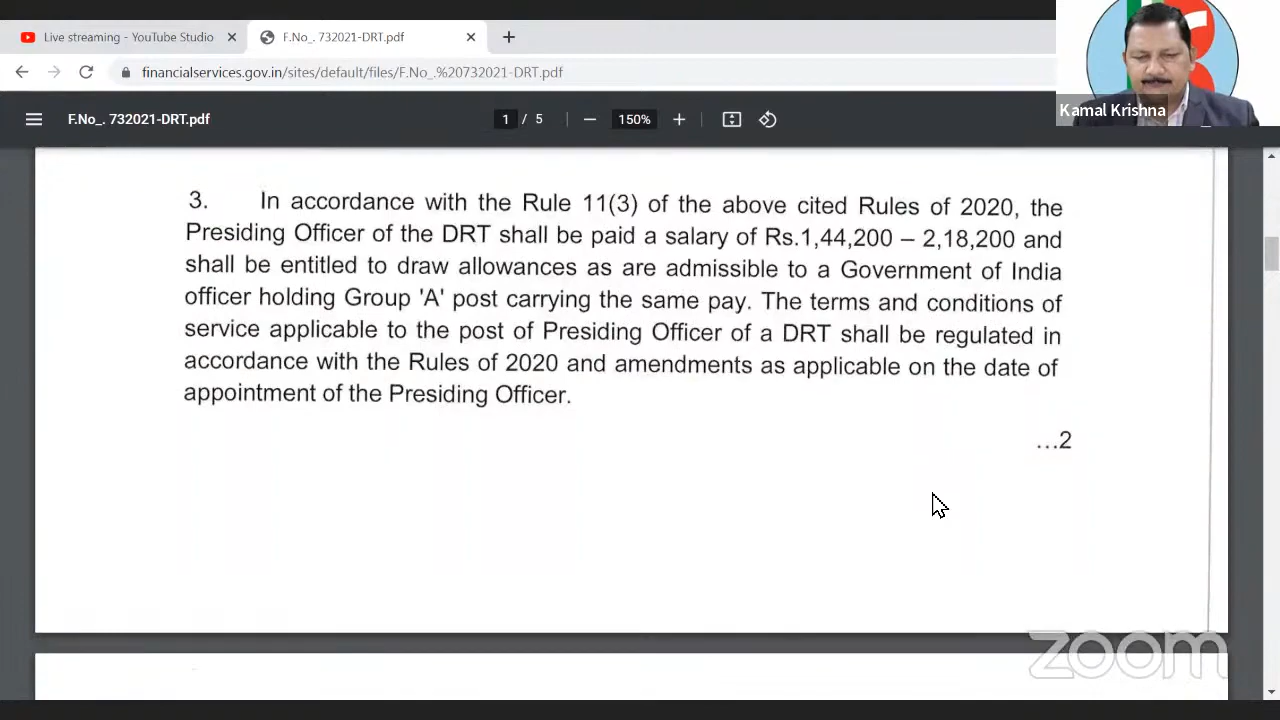 Live streaming - YouTube Studio
F.No_. 732021-DRT.pdf
financialservices.gov.in/sites/default/files/F.No_.%20732021-DRT.pdf
F.No_. 732021-DRT.pdf
1 / 5
150%
Kamal Krishna
3. In accordance with the Rule 11(3) of the above cited Rules of 2020, the
Presiding Officer of the DRT shall be paid a salary of Rs.1,44,200 – 2,18,200 and
shall be entitled to draw allowances as are admissible to a Government of India
officer holding Group 'A' post carrying the same pay. The terms and conditions of
service applicable to the post of Presiding Officer of a DRT shall be regulated in
accordance with the Rules of 2020 and amendments as applicable on the date of
appointment of the Presiding Officer.
...2
zoom